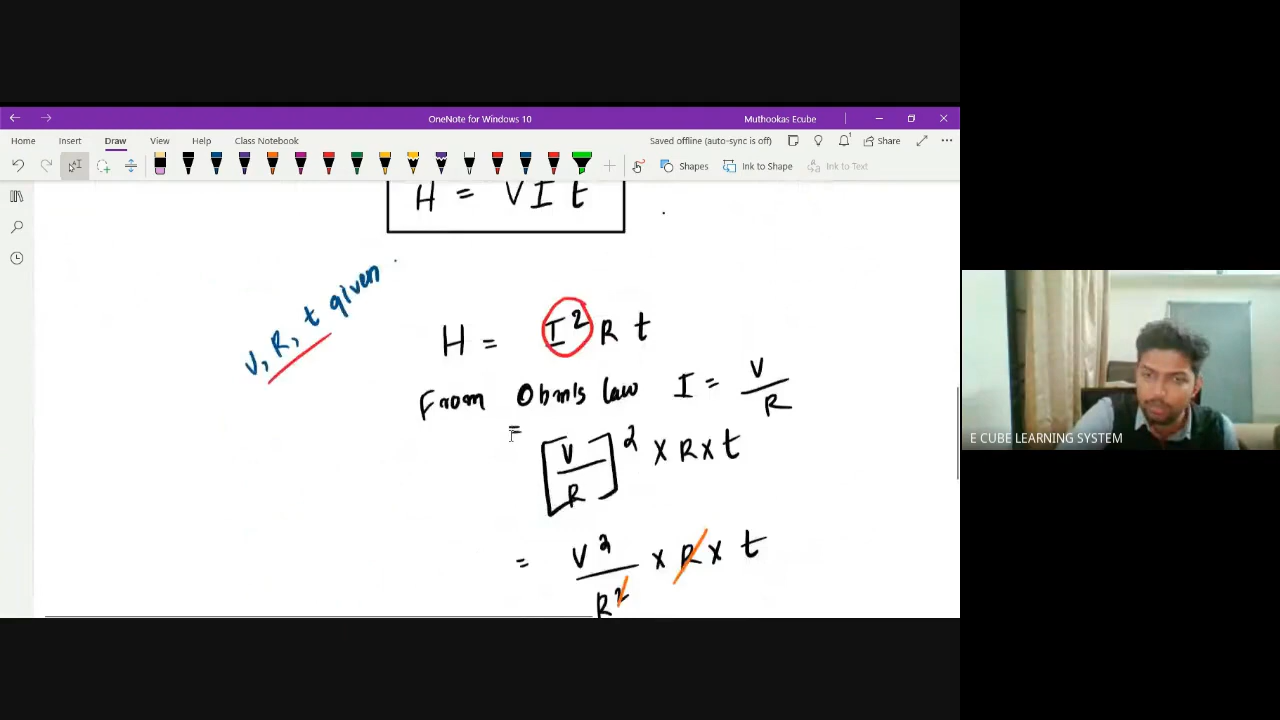 OneNote for Windows 10
Muthookas Ecube
Home Insert Draw View Help Class Notebook
Saved offline (auto-sync is off)
Share
Shapes
Ink to Shape
Ink to Text
H = V I t
V, R, t given
H = I² R t
From Ohm's law I = V/R
= [V/R]² × R × t
= V²/R² × R × t
E CUBE LEARNING SYSTEM